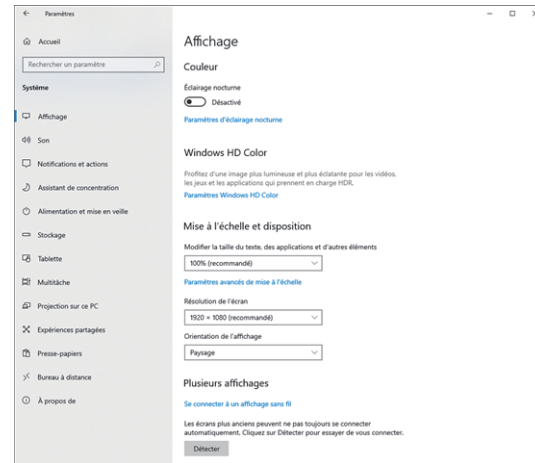 Paramètres
Accueil
Rechercher un paramètre
Système
Affichage
Son
Notifications et actions
Assistant de concentration
Alimentation et mise en veille
Stockage
Tablette
Multitâche
Projection sur ce PC
Expériences partagées
Presse-papiers
Bureau à distance
À propos de
Affichage
Couleur
Éclairage nocturne
Désactivé
Paramètres d'éclairage nocturne
Windows HD Color
Profitez d'une image plus lumineuse et plus éclatante pour les vidéos,
les jeux et les applications qui prennent en charge HDR.
Paramètres Windows HD Color
Mise à l'échelle et disposition
Modifier la taille du texte, des applications et d'autres éléments
100% (recommandé)
Paramètres avancés de mise à l'échelle
Résolution de l'écran
1920 × 1080 (recommandé)
Orientation de l'affichage
Paysage
Plusieurs affichages
Se connecter à un affichage sans fil
Les écrans plus anciens peuvent ne pas toujours se connecter
automatiquement. Cliquez sur Détecter pour essayer de vous connecter.
Détecter